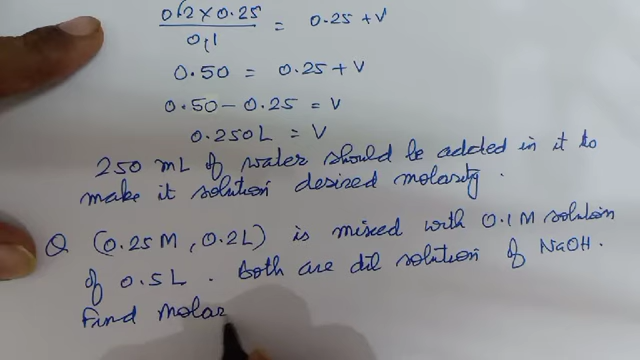 0.2 × 0.25 / 0.1 = 0.25 + V
0.50 = 0.25 + V
0.50 - 0.25 = V
0.250 L = V
250 mL of water should be added in it to
make it solution desired molarity.
Q (0.25 M, 0.2L) is mixed with 0.1 M solution
of 0.5 L. Both are dil solution of NaOH.
Find Molar